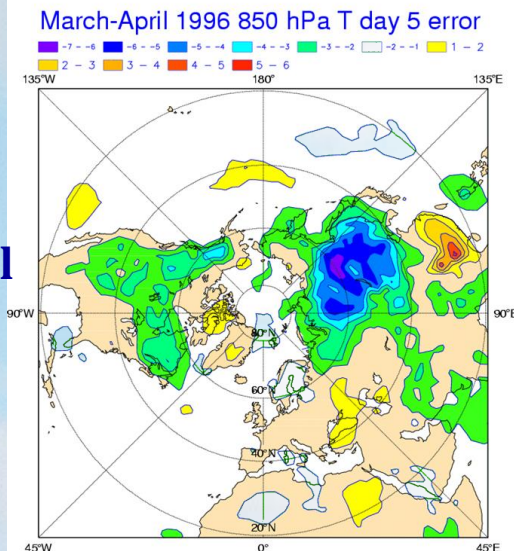 March-April 1996 850 hPa T day 5 error
-7 - -6 -6 - -5 -5 - -4 -4 - -3 -3 - -2 -2 - -1 1 - 2
2 - 3 3 - 4 4 - 5 5 - 6
135°W 180° 135°E
l
90°W 90°E
80°N
60°N
40°N
20°N
45°W 0° 45°E